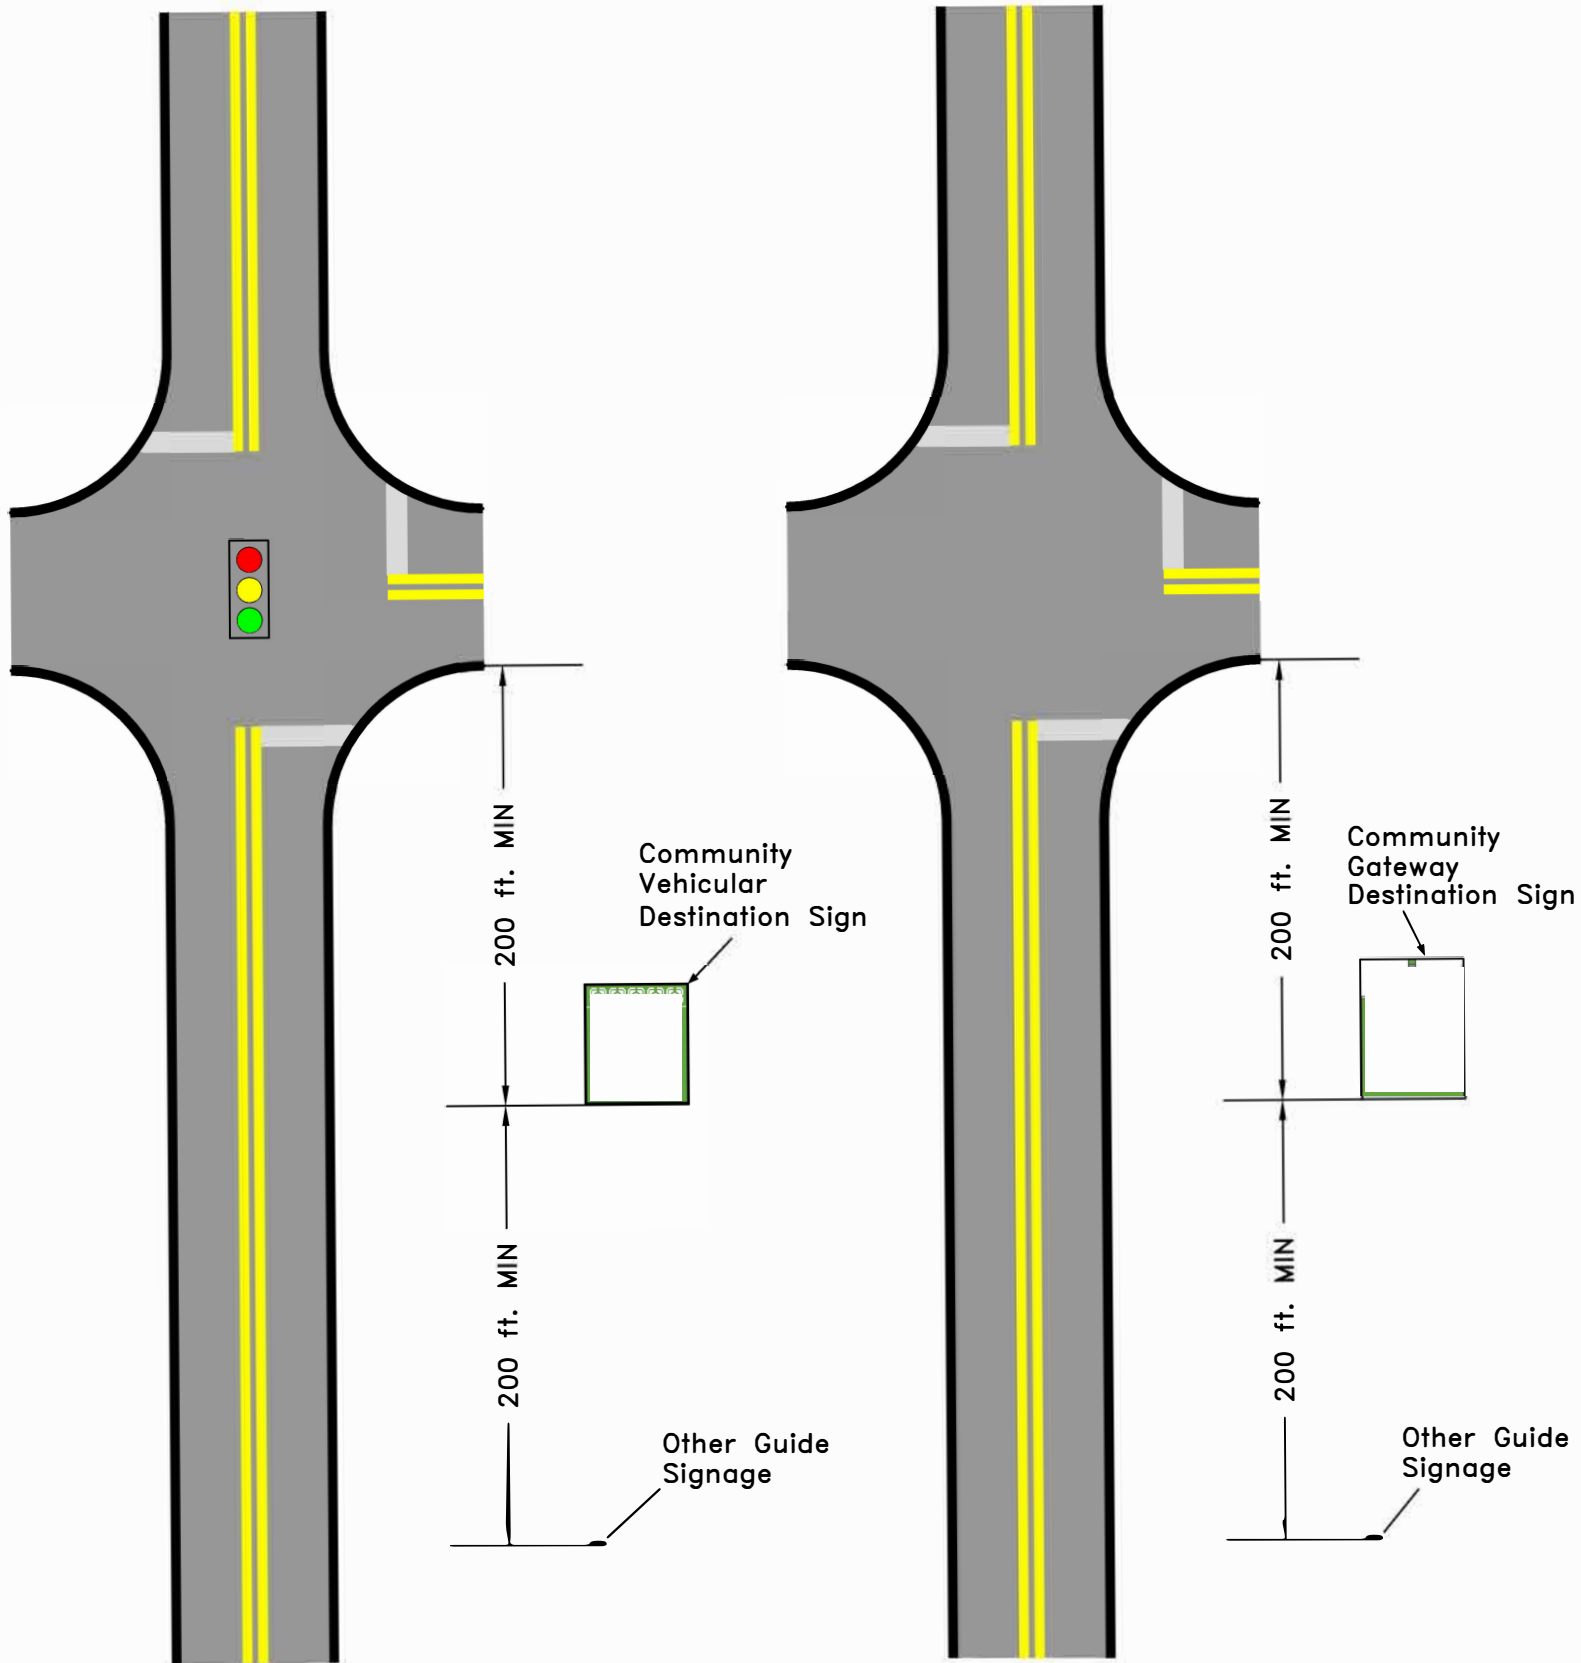 200 ft. MIN
Community
Vehicular
Destination Sign
200 ft. MIN
Other Guide
Signage
200 ft. MIN
Community
Gateway
Destination Sign
200 ft. MIN
Other Guide
Signage